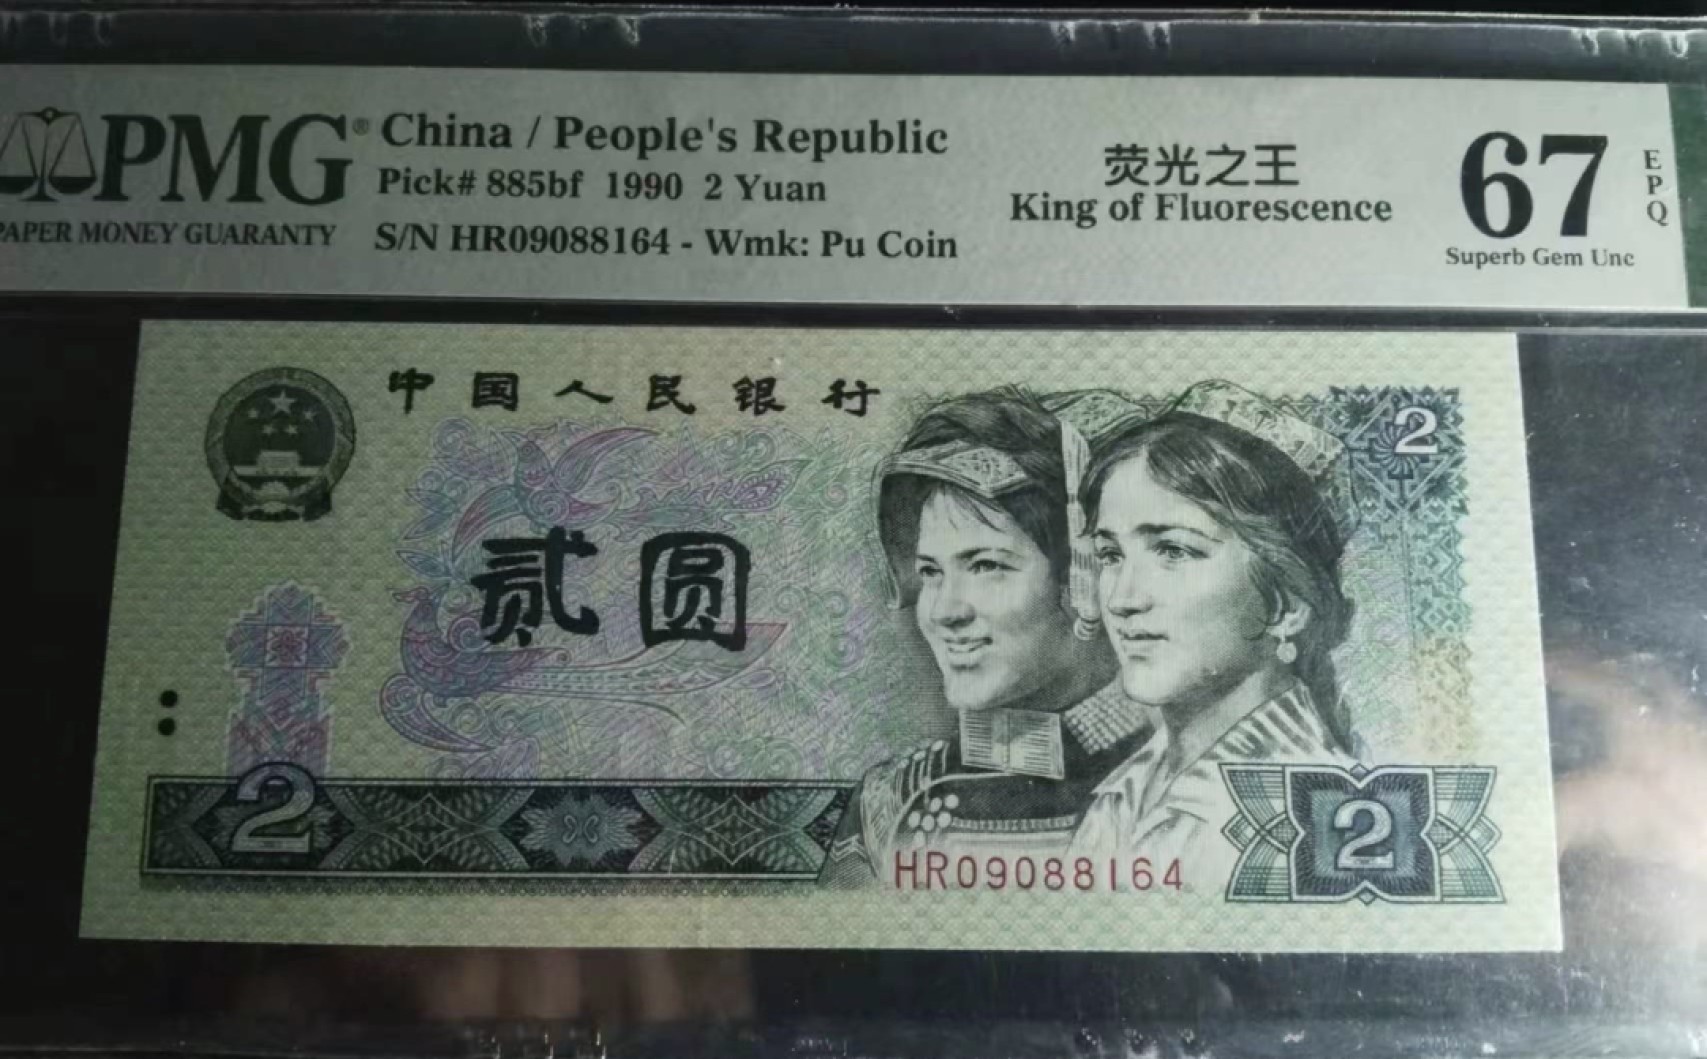 PMG®
PAPER MONEY GUARANTY
China / People's Republic
Pick# 885bf 1990 2 Yuan
S/N HR09088164 - Wmk: Pu Coin
荧光之王
King of Fluorescence
67
EPQ
Superb Gem Unc
中国人民银行
2
贰圆
2
HR09088164
2